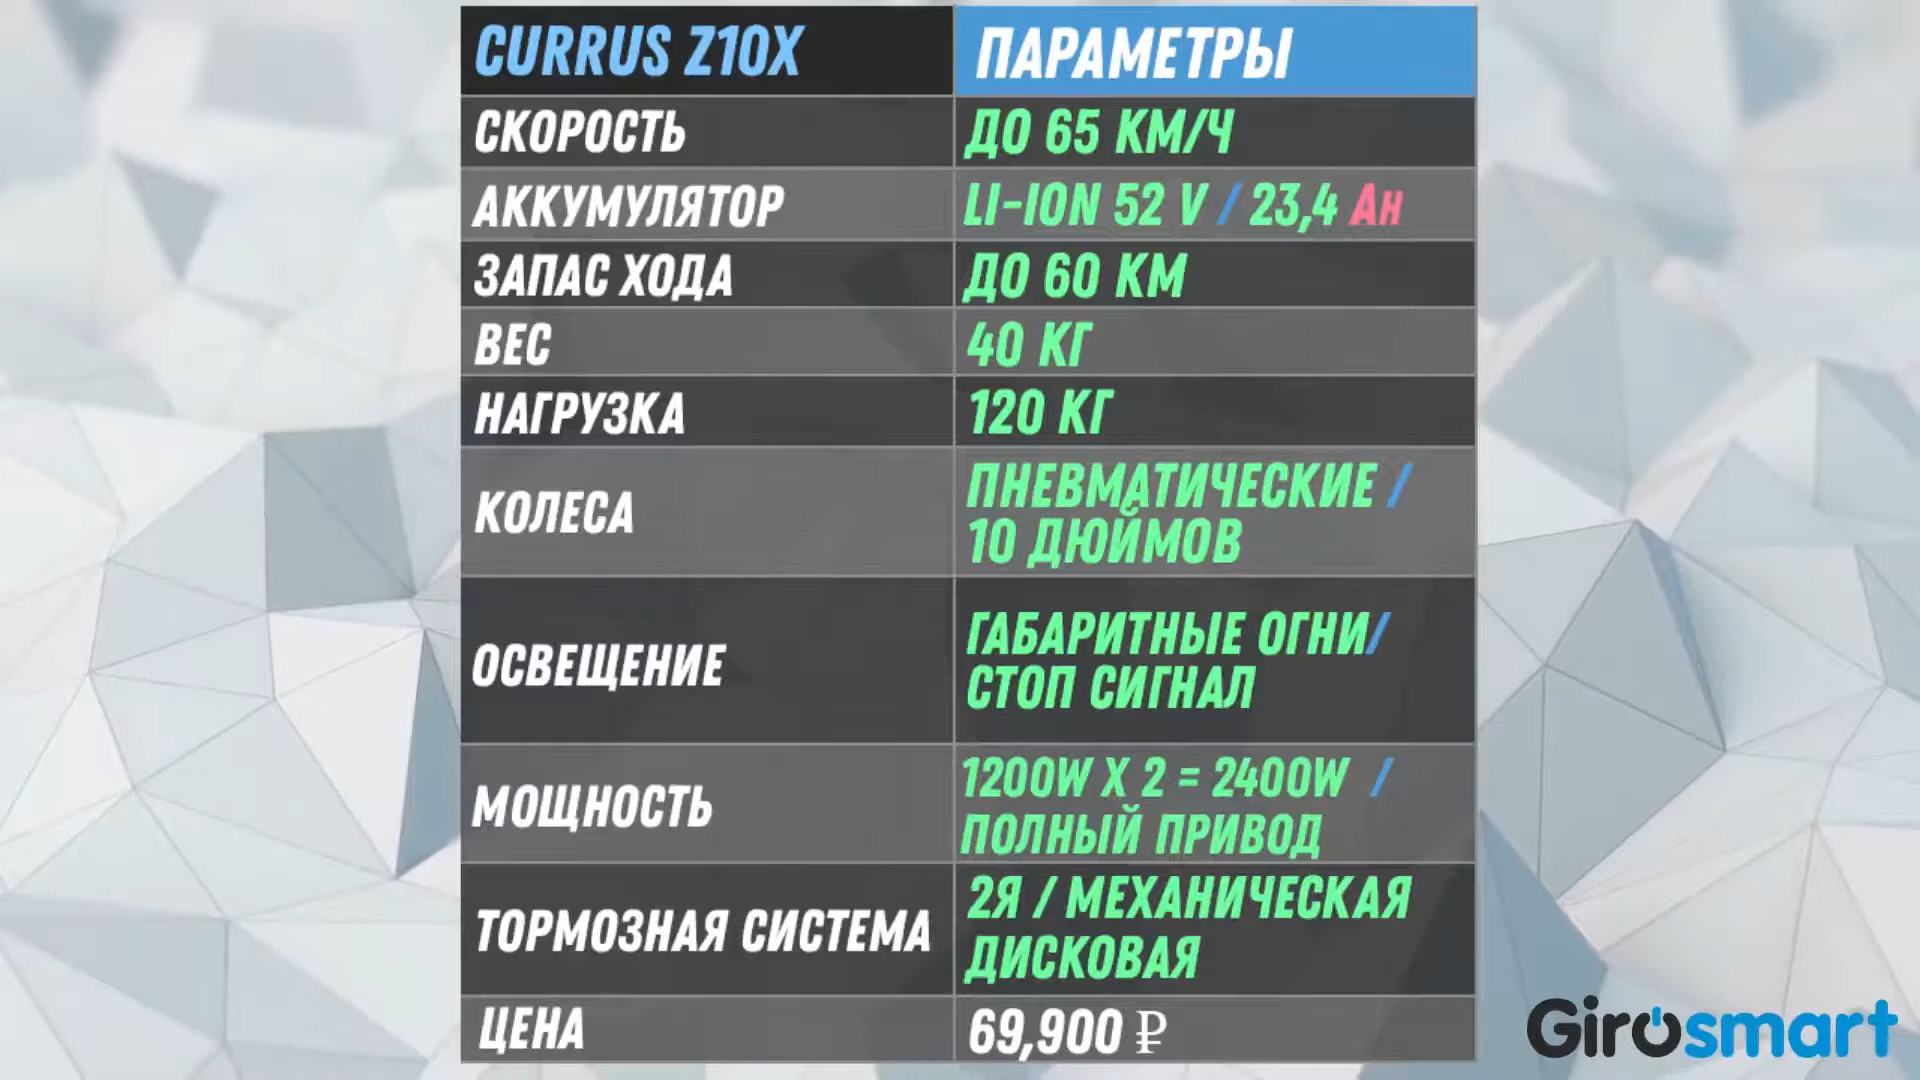 CURRUS Z10X ПАРАМЕТРЫ
СКОРОСТЬ ДО 65 КМ/Ч
АККУМУЛЯТОР LI-ION 52 V / 23,4 Ан
ЗАПАС ХОДА ДО 60 КМ
ВЕС 40 КГ
НАГРУЗКА 120 КГ
КОЛЕСА ПНЕВМАТИЧЕСКИЕ /
10 ДЮЙМОВ
ОСВЕЩЕНИЕ ГАБАРИТНЫЕ ОГНИ/
СТОП СИГНАЛ
МОЩНОСТЬ 1200W X 2 = 2400W /
ПОЛНЫЙ ПРИВОД
ТОРМОЗНАЯ СИСТЕМА 2Я / МЕХАНИЧЕСКАЯ
ДИСКОВАЯ
ЦЕНА 69,900 ₽
Girosmart